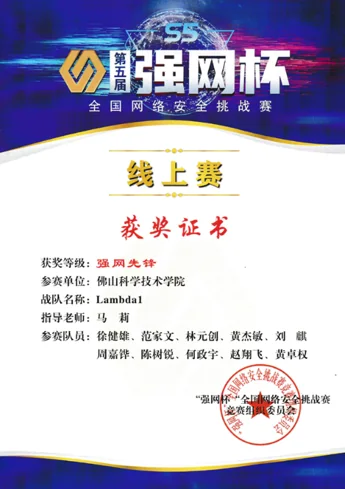 S5
第五届
强网杯
全国网络安全挑战赛
线上赛
获奖证书
获奖等级：强网先锋
参赛单位：佛山科学技术学院
战队名称：Lambda1
指导老师：马　莉
参赛队员：徐健雄、范家文、林元创、黄杰敏、刘　麒
周嘉铧、陈树锐、何政宇、赵翔飞、黄卓权
“强网杯”全国网络安全挑战赛
竞赛组织委员会